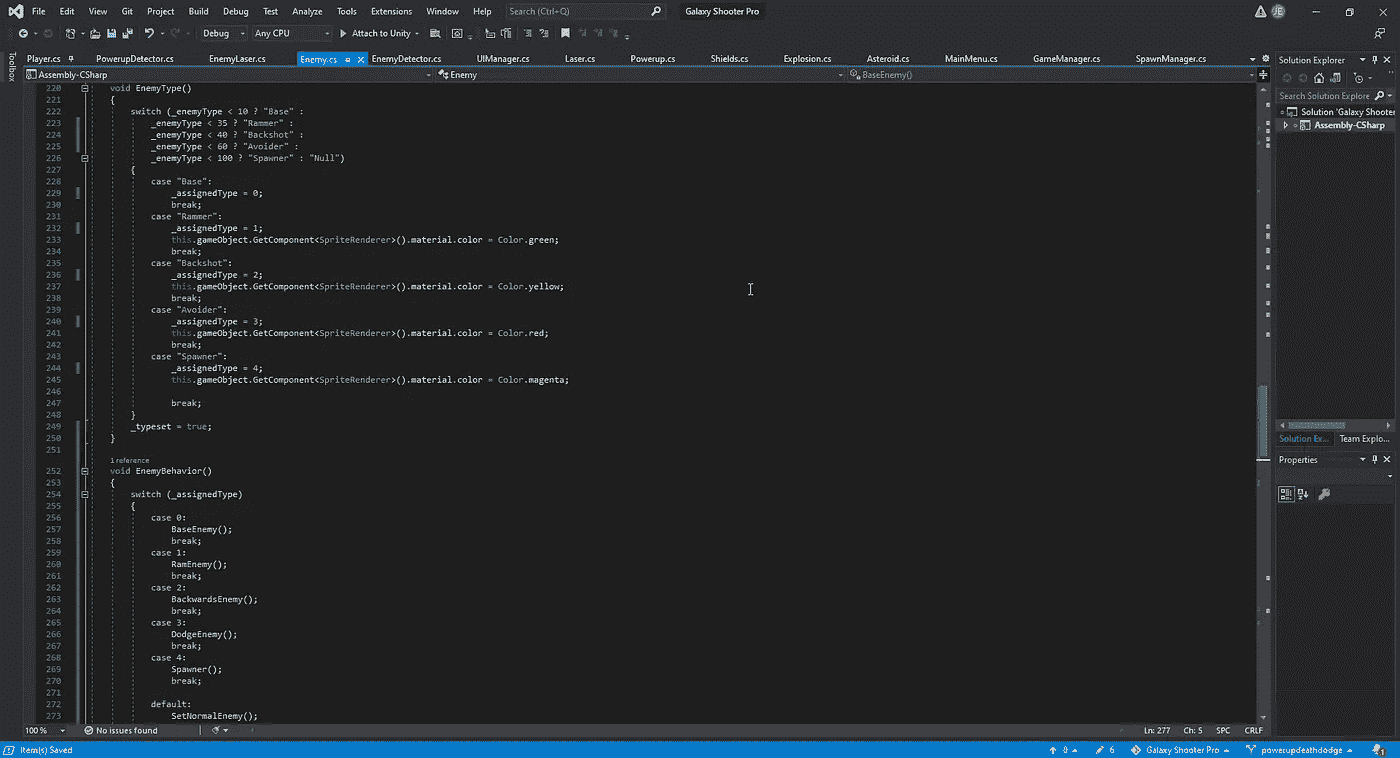 File Edit View Git Project Build Debug Test Analyze Tools Extensions Window Help Search (Ctrl+Q) Galaxy Shooter Pro JE
Debug Any CPU Attach to Unity
Toolbox
Player.cs PowerupDetector.cs EnemyLaser.cs Enemy.cs EnemyDetector.cs UIManager.cs Laser.cs Powerup.cs Shields.cs Explosion.cs Asteroid.cs MainMenu.cs GameManager.cs SpawnManager.cs
Assembly-CSharp Enemy BaseEnemy()
220 void EnemyType()
221 {
222 switch (_enemyType < 10 ? "Base" :
223 _enemyType < 35 ? "Rammer" :
224 _enemyType < 40 ? "Backshot" :
225 _enemyType < 60 ? "Avoider" :
226 _enemyType < 100 ? "Spawner" : "Null")
227 {
228 case "Base":
229 _assignedType = 0;
230 break;
231 case "Rammer":
232 _assignedType = 1;
233 this.gameObject.GetComponent<SpriteRenderer>().material.color = Color.green;
234 break;
235 case "Backshot":
236 _assignedType = 2;
237 this.gameObject.GetComponent<SpriteRenderer>().material.color = Color.yellow;
238 break;
239 case "Avoider":
240 _assignedType = 3;
241 this.gameObject.GetComponent<SpriteRenderer>().material.color = Color.red;
242 break;
243 case "Spawner":
244 _assignedType = 4;
245 this.gameObject.GetComponent<SpriteRenderer>().material.color = Color.magenta;
246
247 break;
248 }
249 _typeset = true;
250 }
251
1 reference
252 void EnemyBehavior()
253 {
254 switch (_assignedType)
255 {
256 case 0:
257 BaseEnemy();
258 break;
259 case 1:
260 RamEnemy();
261 break;
262 case 2:
263 BackwardsEnemy();
264 break;
265 case 3:
266 DodgeEnemy();
267 break;
268 case 4:
269 Spawner();
270 break;
271
272 default:
273 SetNormalEnemy();
100 % No issues found Ln: 277 Ch: 5 SPC CRLF
Solution Explorer
Search Solution Explore
Solution 'Galaxy Shooter
Assembly-CSharp
Solution Ex... Team Explo...
Properties
Item(s) Saved 0 6 Galaxy Shooter Pro powerupdeathdodge 1